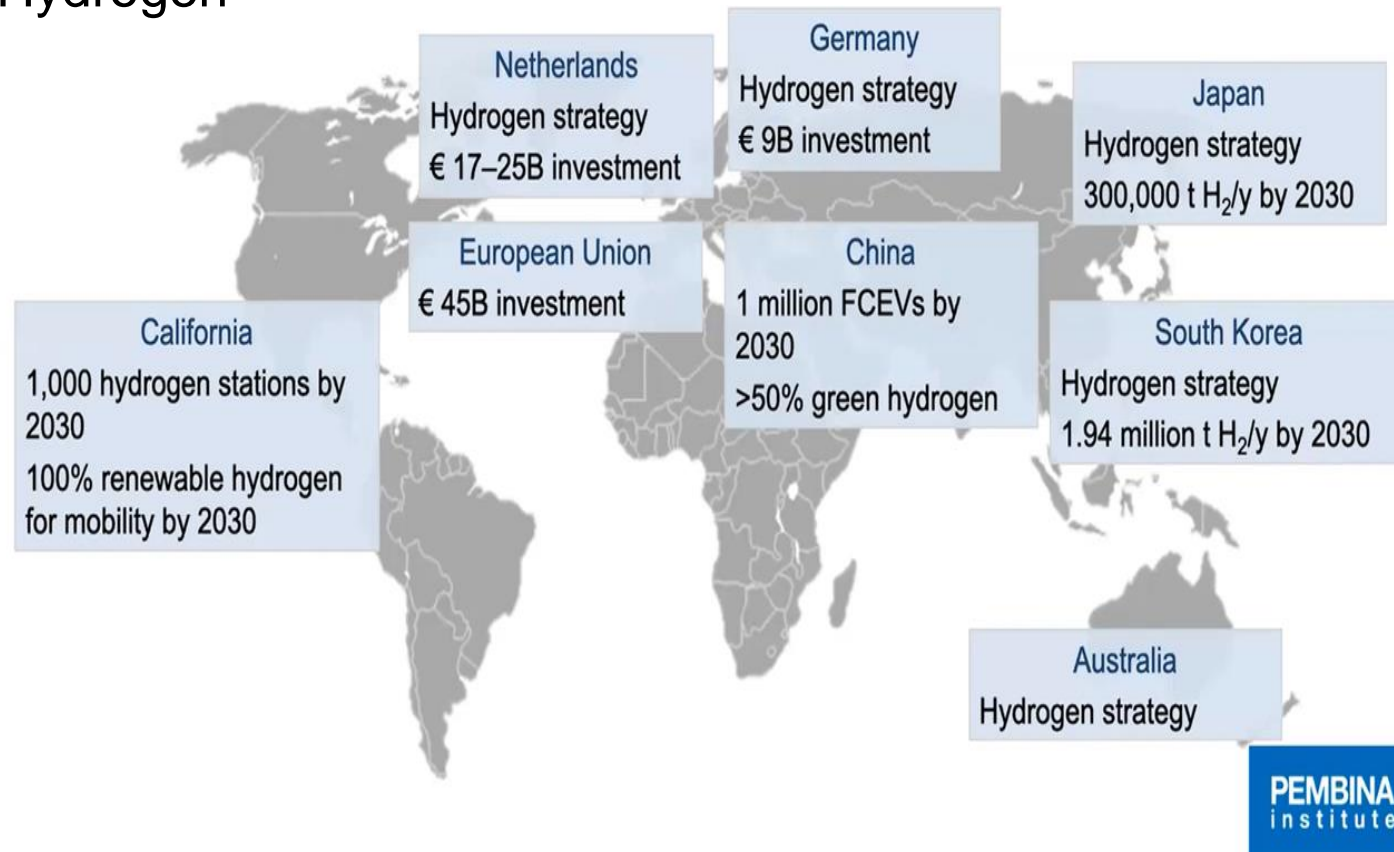 Hydrogen
Netherlands
Hydrogen strategy
€ 17–25B investment
Germany
Hydrogen strategy
€ 9B investment
Japan
Hydrogen strategy
300,000 t H₂/y by 2030
European Union
€ 45B investment
China
1 million FCEVs by
2030
>50% green hydrogen
California
1,000 hydrogen stations by
2030
100% renewable hydrogen
for mobility by 2030
South Korea
Hydrogen strategy
1.94 million t H₂/y by 2030
Australia
Hydrogen strategy
PEMBINA
institute